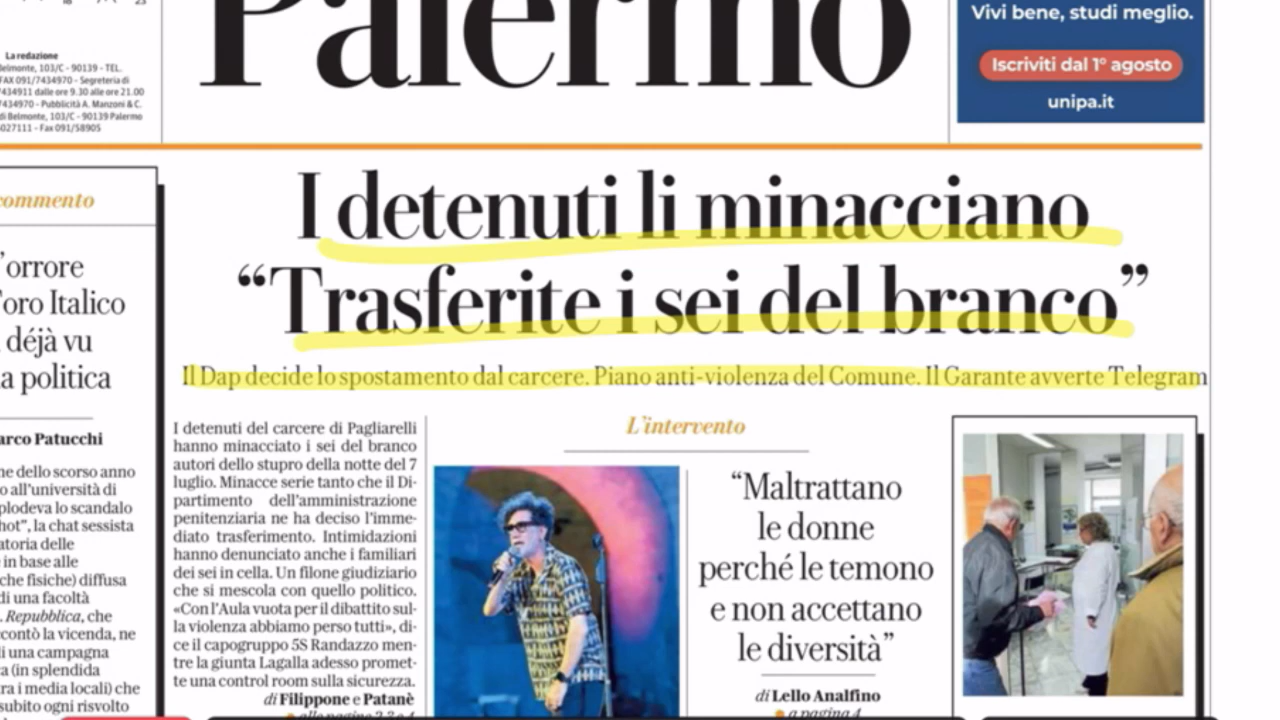 Palermo
Vivi bene, studi meglio.
Iscriviti dal 1° agosto
unipa.it
La redazione
elmonte, 103/C - 90139 - TEL.
FAX 091/7434970 - Segreteria di
7434911 dalle ore 9.30 alle ore 21.00
7434970 - Pubblicità A. Manzoni & C.
di Belmonte, 103/C - 90139 Palermo
027111 - Fax 091/58905
commento
'orrore
oro Italico
déjà vu
a politica
arco Patucchi
ne dello scorso anno
o all'università di
plodeva lo scandalo
hot", la chat sessista
atoria delle
e in base alle
che fisiche) diffusa
di una facoltà
. Repubblica, che
ccontò la vicenda, ne
li una campagna
ca (in splendida
tra i media locali) che
subito ogni risvolto
I detenuti li minacciano
“Trasferite i sei del branco”
Il Dap decide lo spostamento dal carcere. Piano anti-violenza del Comune. Il Garante avverte Telegram
I detenuti del carcere di Pagliarelli
hanno minacciato i sei del branco
autori dello stupro della notte del 7
luglio. Minacce serie tanto che il Di-
partimento dell'amministrazione
penitenziaria ne ha deciso l'imme-
diato trasferimento. Intimidazioni
hanno denunciato anche i familiari
dei sei in cella. Un filone giudiziario
che si mescola con quello politico.
«Con l'Aula vuota per il dibattito sul-
la violenza abbiamo perso tutti», di-
ce il capogruppo 5S Randazzo men-
tre la giunta Lagalla adesso promet-
te una control room sulla sicurezza.
di Filippone e Patanè
alle pagine 2, 3 e 4
L'intervento
“Maltrattano
le donne
perché le temono
e non accettano
le diversità”
di Lello Analfino
a pagina 4